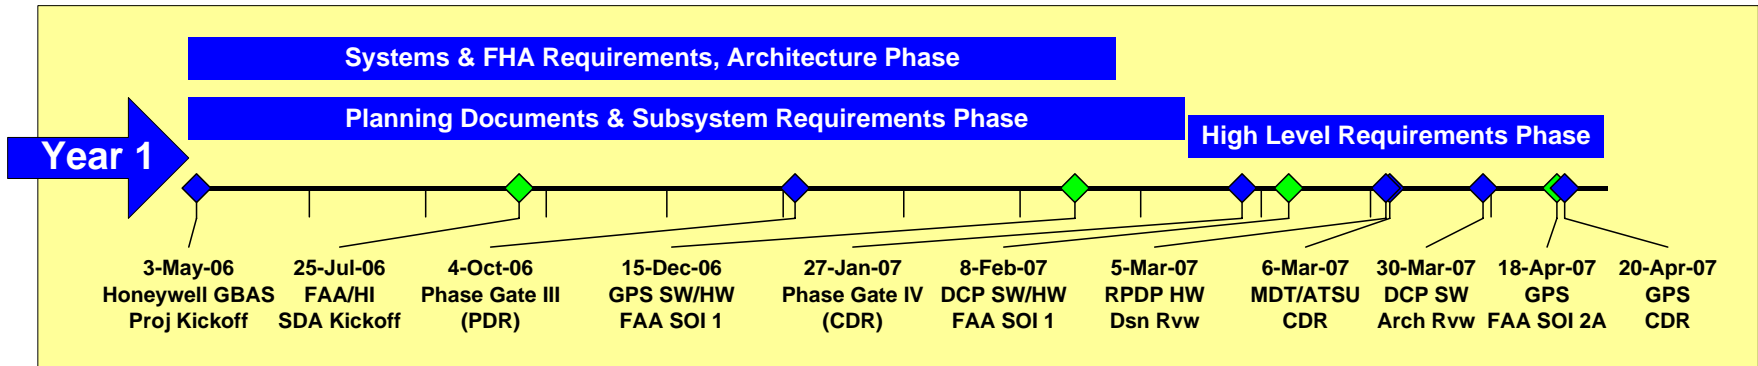 Systems & FHA Requirements, Architecture Phase
Planning Documents & Subsystem Requirements Phase
High Level Requirements Phase
Year 1
3-May-06
Honeywell GBAS
Proj Kickoff
25-Jul-06
FAA/HI
SDA Kickoff
4-Oct-06
Phase Gate III
(PDR)
15-Dec-06
GPS SW/HW
FAA SOI 1
27-Jan-07
Phase Gate IV
(CDR)
8-Feb-07
DCP SW/HW
FAA SOI 1
5-Mar-07
RPDP HW
Dsn Rvw
6-Mar-07
MDT/ATSU
CDR
30-Mar-07
DCP SW
Arch Rvw
18-Apr-07
GPS
FAA SOI 2A
20-Apr-07
GPS
CDR